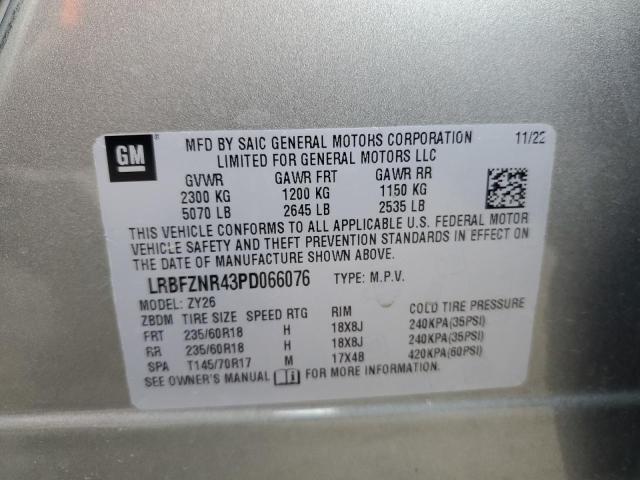 GM®
MFD BY SAIC GENERAL MOTORS CORPORATION 11/22
LIMITED FOR GENERAL MOTORS LLC
GVWR GAWR FRT GAWR RR
2300 KG 1200 KG 1150 KG
5070 LB 2645 LB 2535 LB
THIS VEHICLE CONFORMS TO ALL APPLICABLE U.S. FEDERAL MOTOR
VEHICLE SAFETY AND THEFT PREVENTION STANDARDS IN EFFECT ON
THE DATE OF MANUFACTURE SHOWN ABOVE.
LRBFZNR43PD066076 TYPE: M.P.V.
MODEL: ZY26
ZBDM TIRE SIZE SPEED RTG RIM COLD TIRE PRESSURE
FRT 235/60R18 H 18X8J 240KPA(35PSI)
RR 235/60R18 H 18X8J 240KPA(35PSI)
SPA T145/70R17 M 17X4B 420KPA(60PSI)
SEE OWNER'S MANUAL FOR MORE INFORMATION.